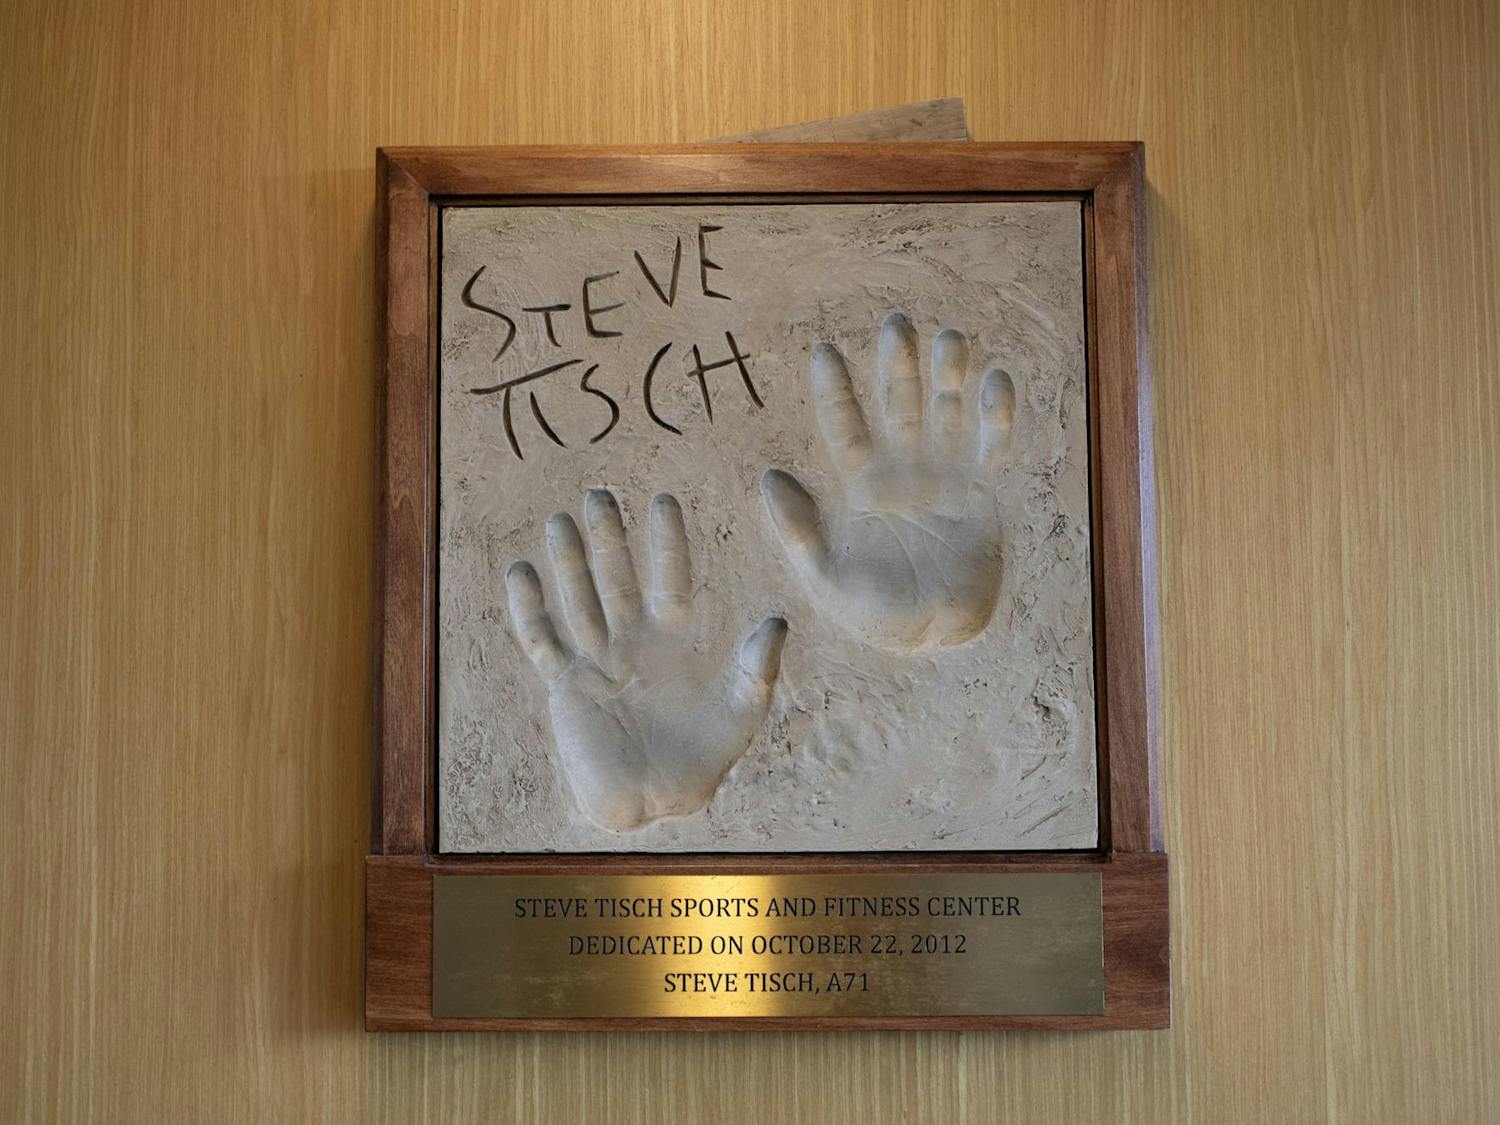 STEVE
TISCH
STEVE TISCH SPORTS AND FITNESS CENTER
DEDICATED ON OCTOBER 22, 2012
STEVE TISCH, A71